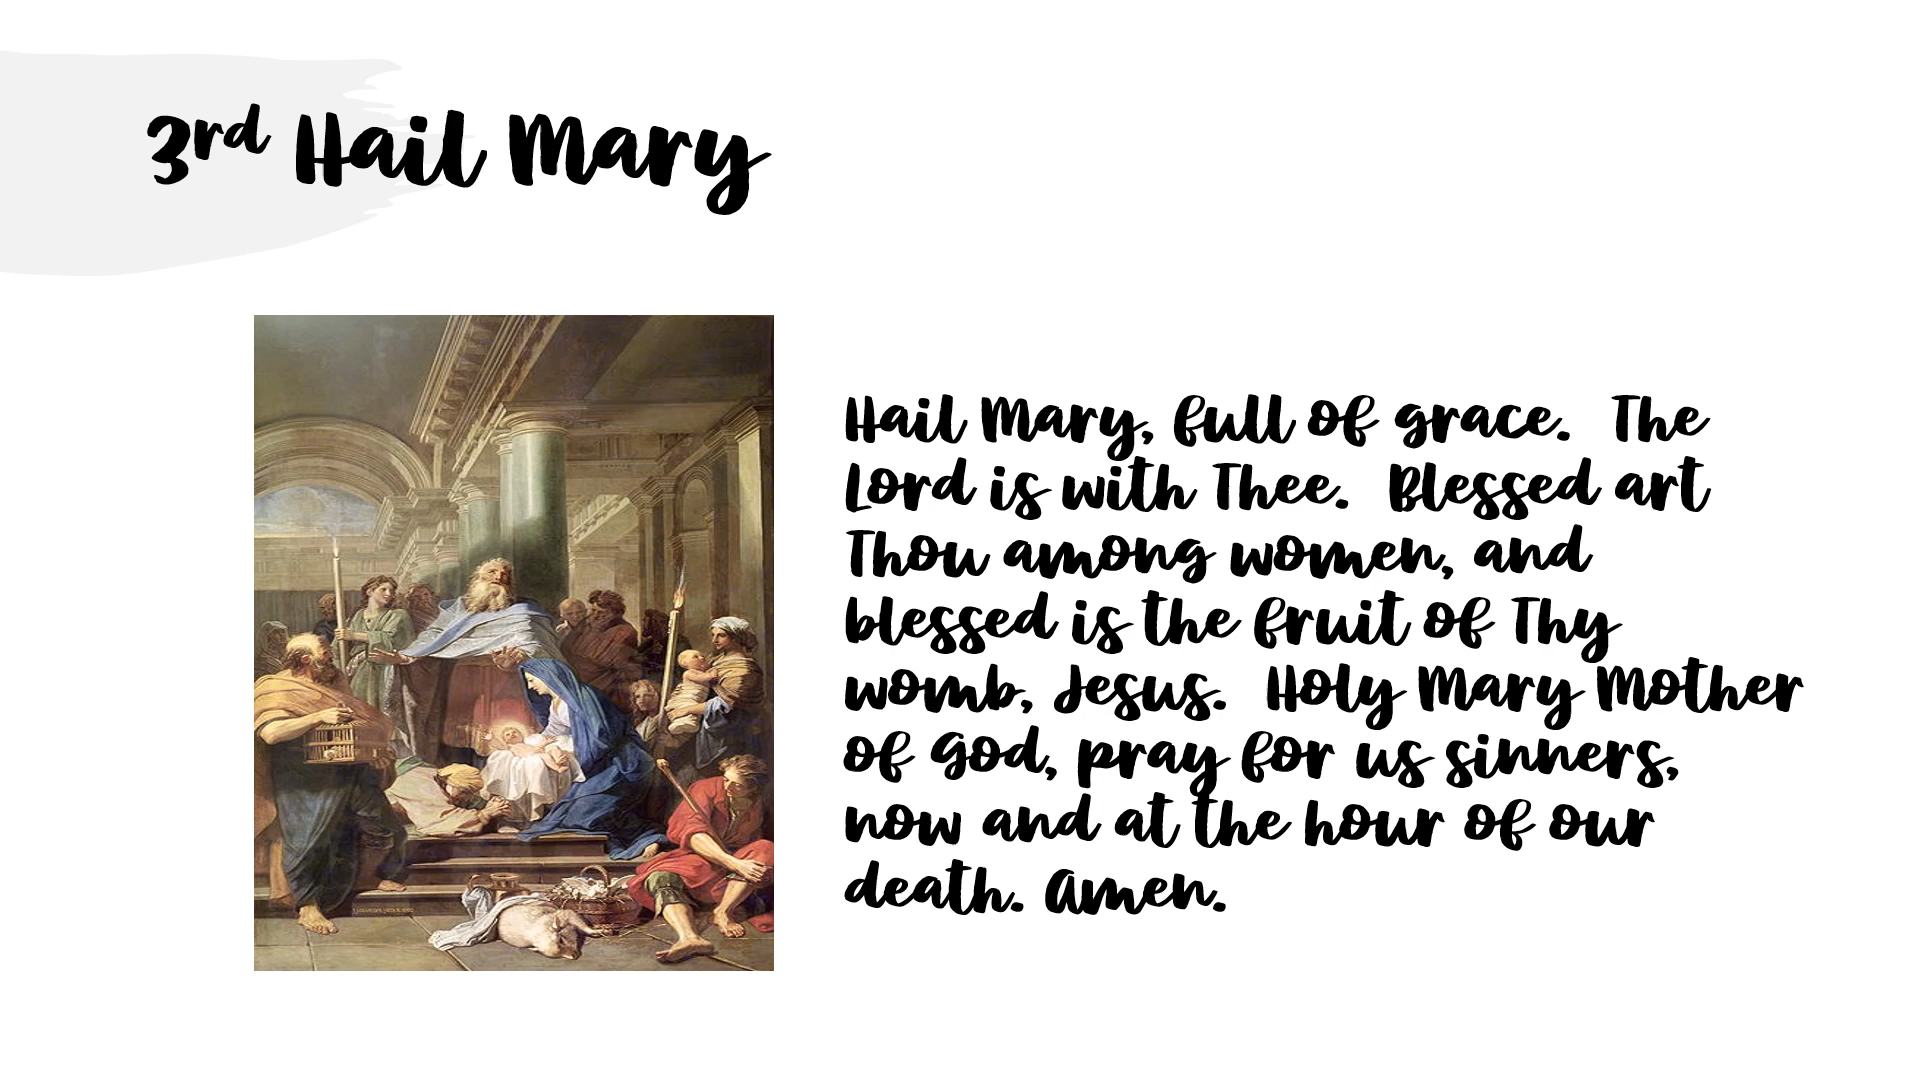 3rd Hail Mary
Hail Mary, full of grace.  The
Lord is with Thee.  Blessed art
Thou among women, and
blessed is the fruit of Thy
womb, Jesus.  Holy Mary Mother
of God, pray for us sinners,
now and at the hour of our
death. Amen.